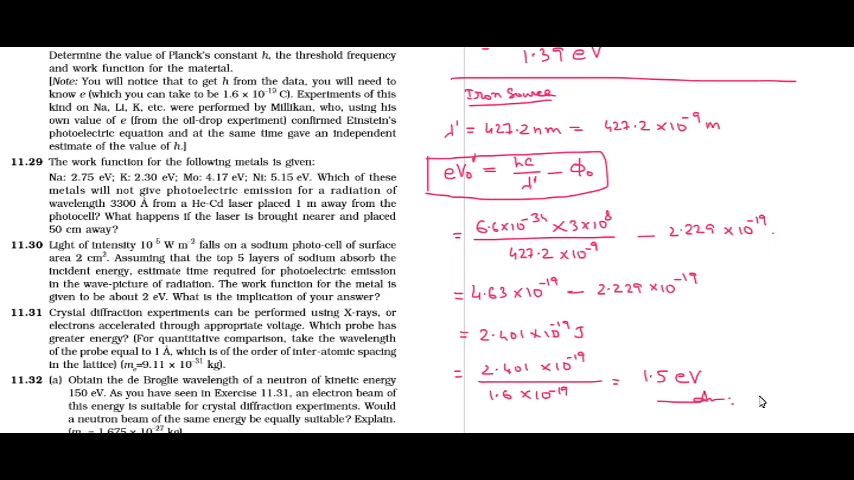 Determine the value of Planck's constant h, the threshold frequency
and work function for the material.
[Note: You will notice that to get h from the data, you will need to
know e (which you can take to be 1.6 × 10⁻¹⁹ C). Experiments of this
kind on Na, Li, K, etc. were performed by Millikan, who, using his
own value of e (from the oil-drop experiment) confirmed Einstein's
photoelectric equation and at the same time gave an independent
estimate of the value of h.]
11.29 The work function for the following metals is given:
Na: 2.75 eV; K: 2.30 eV; Mo: 4.17 eV; Ni: 5.15 eV. Which of these
metals will not give photoelectric emission for a radiation of
wavelength 3300 Å from a He-Cd laser placed 1 m away from the
photocell? What happens if the laser is brought nearer and placed
50 cm away?
11.30 Light of intensity 10⁻⁵ W m⁻² falls on a sodium photo-cell of surface
area 2 cm². Assuming that the top 5 layers of sodium absorb the
incident energy, estimate time required for photoelectric emission
in the wave-picture of radiation. The work function for the metal is
given to be about 2 eV. What is the implication of your answer?
11.31 Crystal diffraction experiments can be performed using X-rays, or
electrons accelerated through appropriate voltage. Which probe has
greater energy? (For quantitative comparison, take the wavelength
of the probe equal to 1 Å, which is of the order of inter-atomic spacing
in the lattice) (mₑ=9.11 × 10⁻³¹ kg).
11.32 (a) Obtain the de Broglie wavelength of a neutron of kinetic energy
150 eV. As you have seen in Exercise 11.31, an electron beam of
this energy is suitable for crystal diffraction experiments. Would
a neutron beam of the same energy be equally suitable? Explain.
(mₙ = 1.675 × 10⁻²⁷ kg)
= 1.39 eV
Iron Source
λ' = 427.2 nm = 427.2 × 10⁻⁹ m
eV₀' = hc/λ' − ϕ₀
= 6.6×10⁻³⁴ × 3×10⁸ / 427.2 × 10⁻⁹ − 2.229 × 10⁻¹⁹.
= 4.63 × 10⁻¹⁹ − 2.229 × 10⁻¹⁹
= 2.401 × 10⁻¹⁹ J
= 2.401 × 10⁻¹⁹ / 1.6 × 10⁻¹⁹ = 1.5 eV